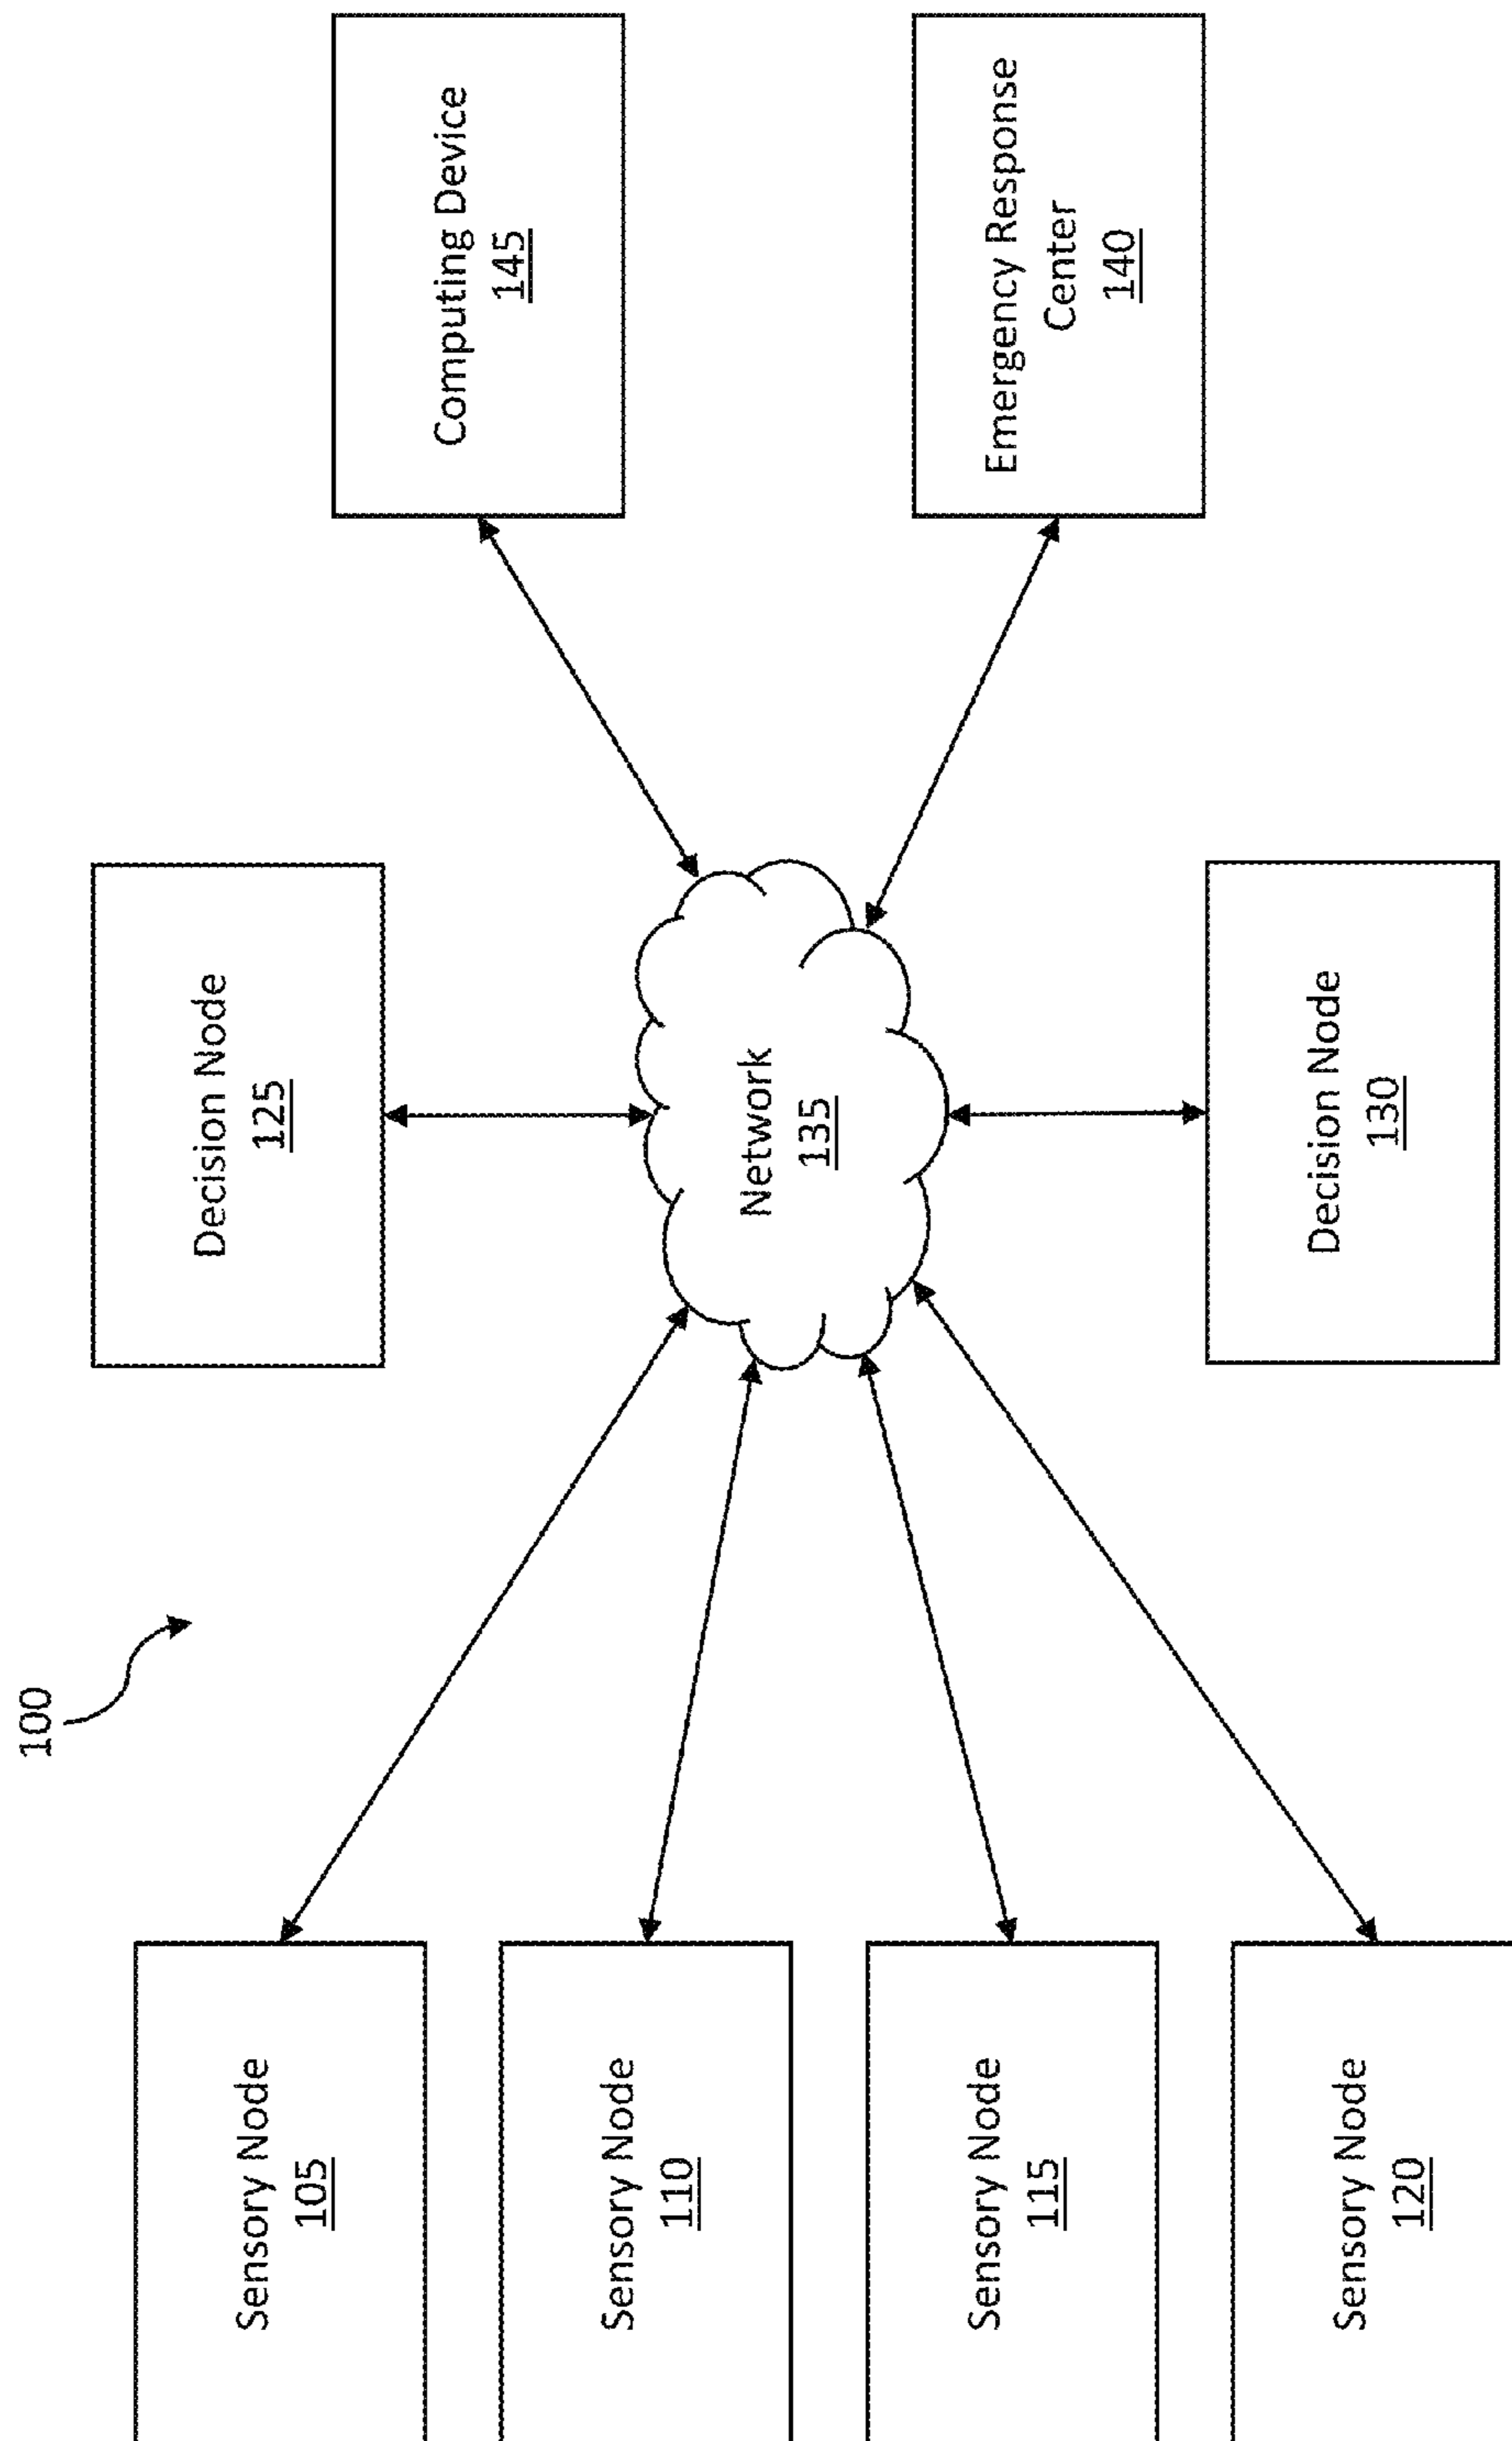 100
Sensory Node
105
Sensory Node
110
Sensory Node
115
Sensory Node
120
Decision Node
125
Network
135
Decision Node
130
Computing Device
145
Emergency Response
Center
140